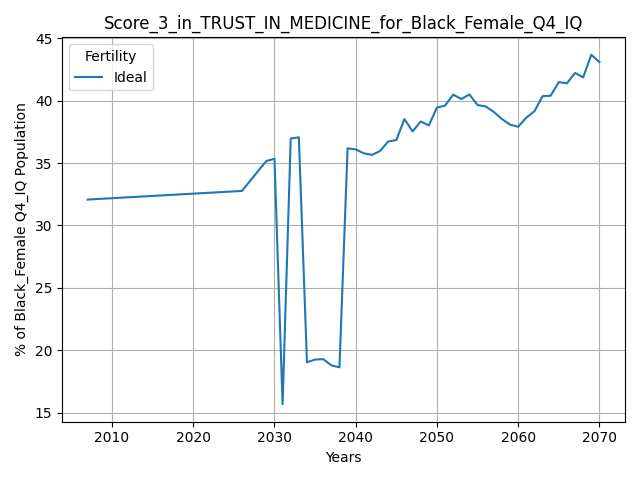 Score_3_in_TRUST_IN_MEDICINE_for_Black_Female_Q4_IQ
Fertility
Ideal
% of Black_Female Q4_IQ Population
45
40
35
30
25
20
15
2010 2020 2030 2040 2050 2060 2070
Years